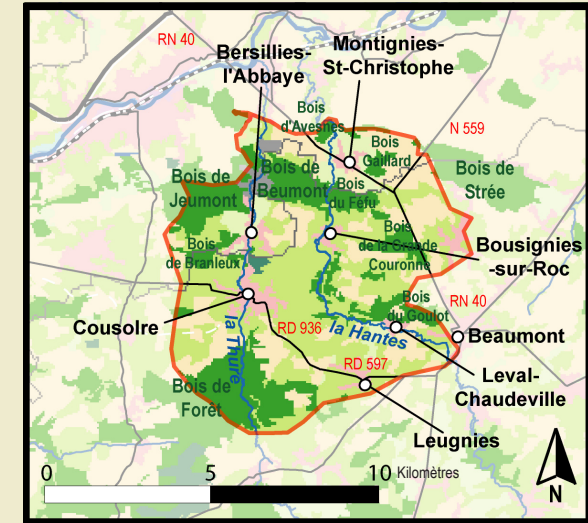 RN 40
Bersillies-
l'Abbaye
Montignies-
St-Christophe
Bois
d'Avesnes
N 559
Bois
Gaillard
Bois de
Strée
Bois de
Jeumont
Bois de
Beumont
Bois
du Féfu
Bois
de Branleux
Bois
de la Grande
Couronne
Bousignies
-sur-Roc
Cousolre
la Thure
RD 936
la Hantes
Bois
du Goulot
RN 40
Beaumont
RD 597
Leval-
Chaudeville
Bois de
Forêt
Leugnies
0 5 10 Kilomètres
N